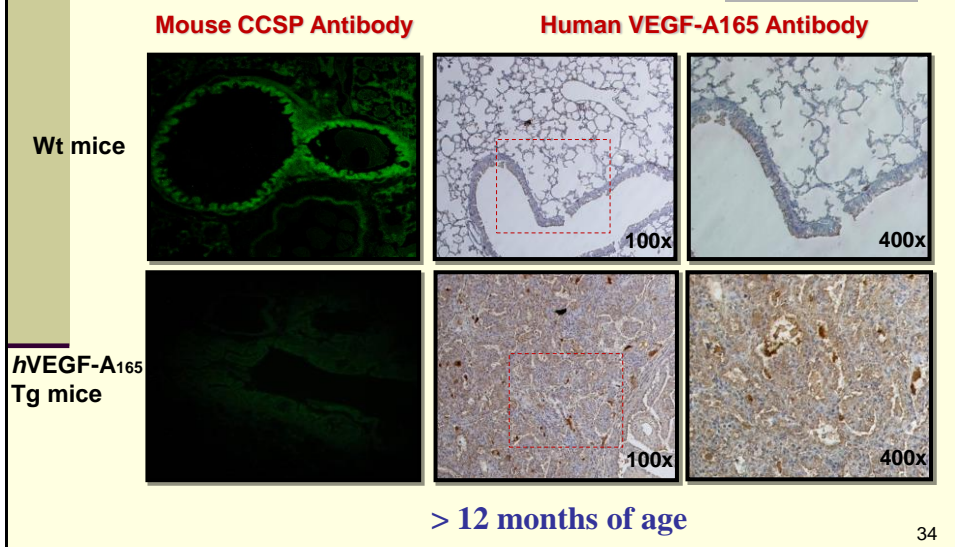 Mouse CCSP Antibody
Human VEGF-A165 Antibody
Wt mice
100x
400x
hVEGF-A165
Tg mice
100x
400x
> 12 months of age
34